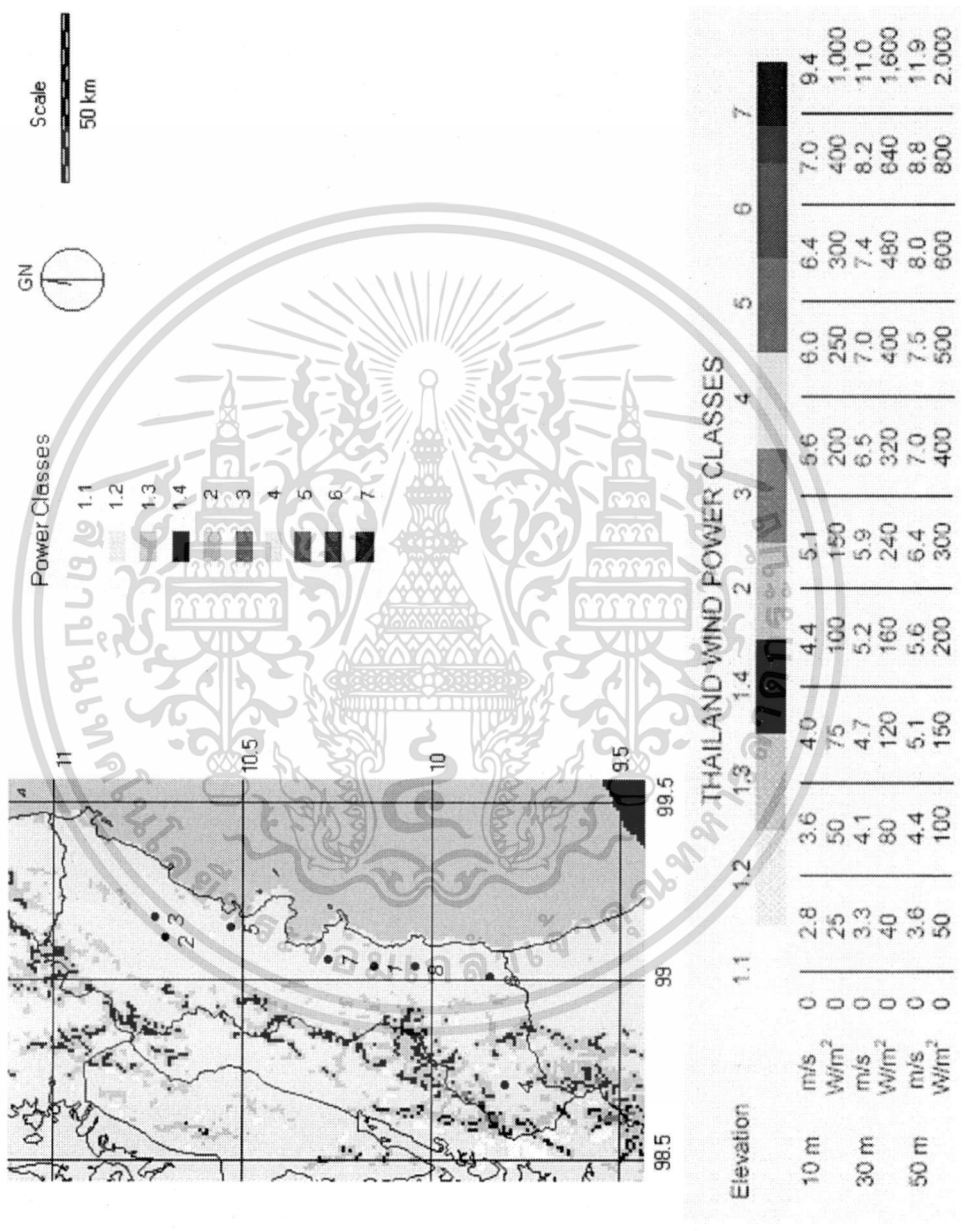 GN
Scale
50 km
Power Classes
1.1
1.2
1.3
1.4
2
3
4
5
6
7
11
10.5
10
9.5
98.5
99
99.5
2
3
5
7
1
8
6
4
THAILAND WIND POWER CLASSES
Elevation 1.1 1.2 1.3 1.4 2 3 4 5 6 7
10 m m/s 0 2.8 3.6 4.0 4.4 5.1 5.6 6.0 6.4 7.0 9.4
W/m² 0 25 50 75 100 150 200 250 300 400 1,000
30 m m/s 0 3.3 4.1 4.7 5.2 5.9 6.5 7.0 7.4 8.2 11.0
W/m² 0 40 80 120 160 240 320 400 480 640 1,600
50 m m/s 0 3.6 4.4 5.1 5.6 6.4 7.0 7.5 8.0 8.8 11.9
W/m² 0 50 100 150 200 300 400 500 600 800 2,000